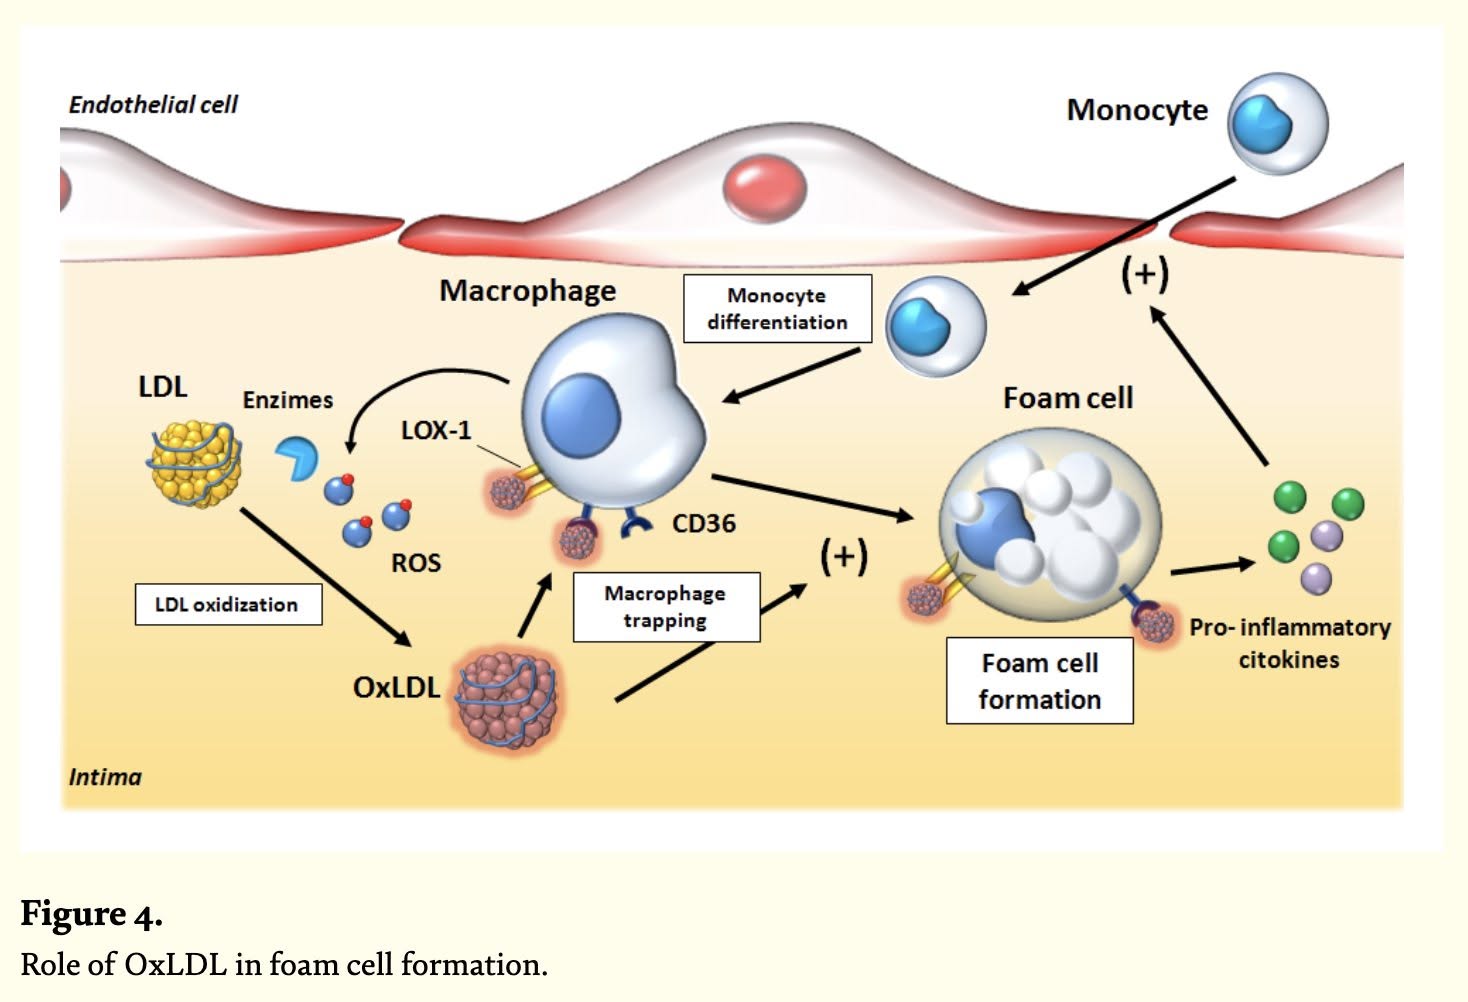 Endothelial cell
Monocyte
(+)
Macrophage
Monocyte
differentiation
LDL
Enzimes
LOX-1
Foam cell
CD36
ROS
(+)
LDL oxidization
Macrophage
trapping
Pro- inflammatory
citokines
OxLDL
Foam cell
formation
Intima
Figure 4.
Role of OxLDL in foam cell formation.